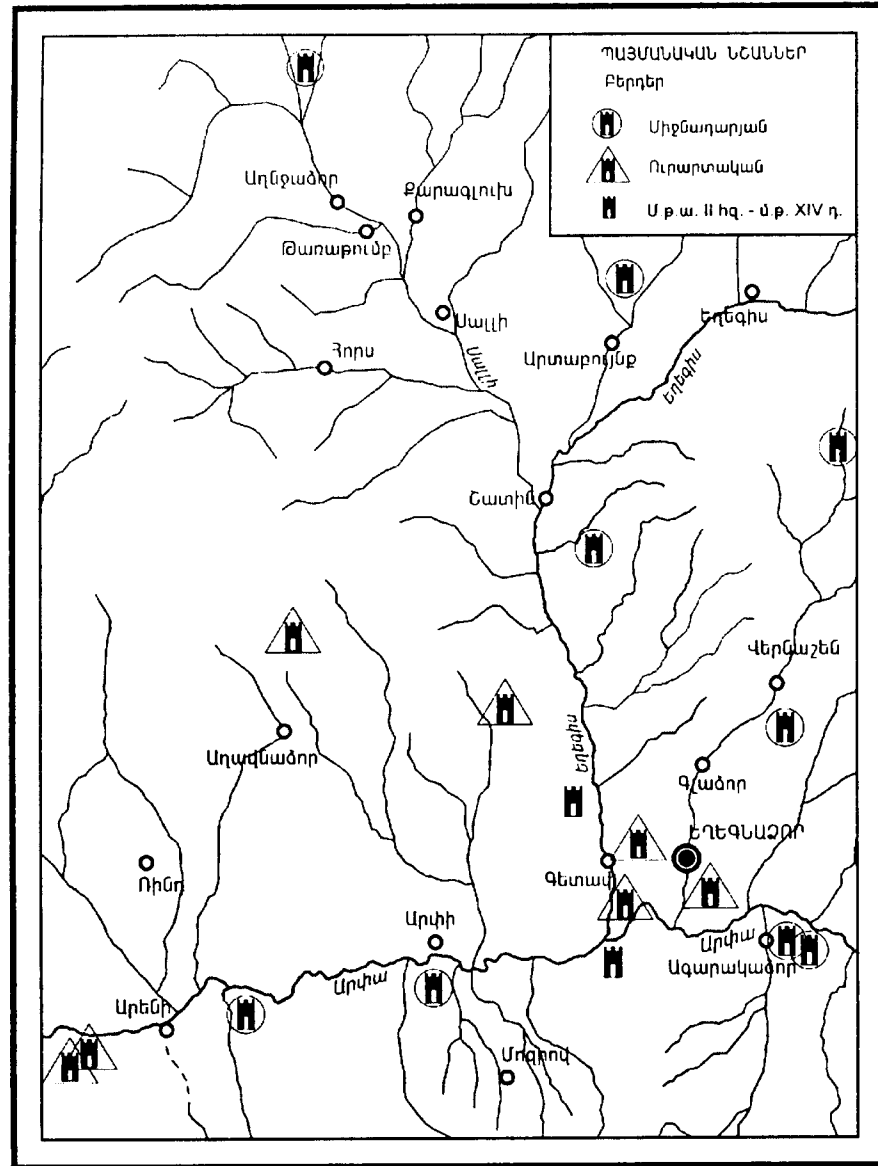 ՊԱՅՄԱՆԱԿԱՆ ՆՇԱՆՆԵՐ
Բերդեր
Միջնադարյան
Ուրարտական
Մ.թ.ա. II հզ. - մ.թ. XIV դ.
Աղնջաձոր
Քարագլուխ
Թառաթումբ
Սալլի
Եղեգիս
Արտաբույնք
Հորս
Սալլի
Եղեգիս
Շատին
Վերնաշեն
Աղավնաձոր
Եղեգիս
Գլաձոր
ԵՂԵԳՆԱՁՈՐ
Ռինդ
Գետափ
Արփի
Արփա
Ագարակաձոր
Արփա
Արենի
Մոզրով